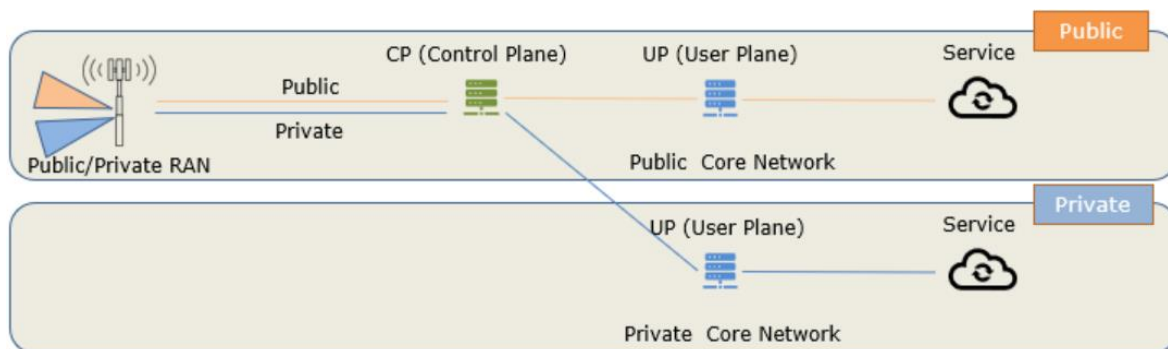 Public
CP (Control Plane)
UP (User Plane)
Service
Public
Private
Public/Private RAN
Public Core Network
Private
UP (User Plane)
Service
Private Core Network